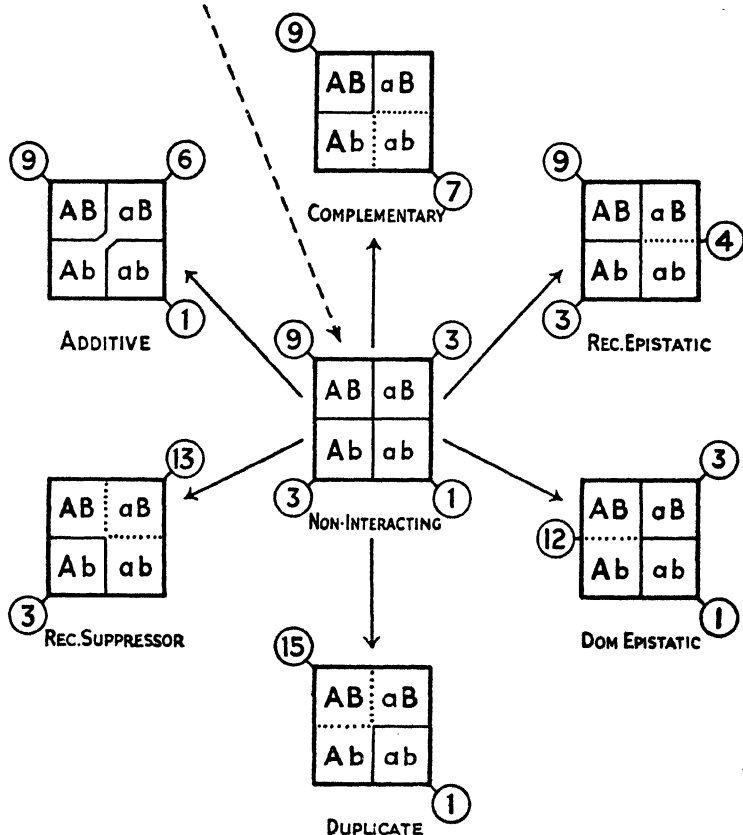 9
AB aB
Ab ab
7
COMPLEMENTARY
9 6
AB aB
Ab ab
1
ADDITIVE
9
AB aB
4
Ab ab
3
REC. EPISTATIC
9 3
AB aB
Ab ab
3 1
NON-INTERACTING
13
AB aB
Ab ab
3
REC. SUPPRESSOR
3
AB aB
12
Ab ab
1
DOM EPISTATIC
15
AB aB
Ab ab
1
DUPLICATE